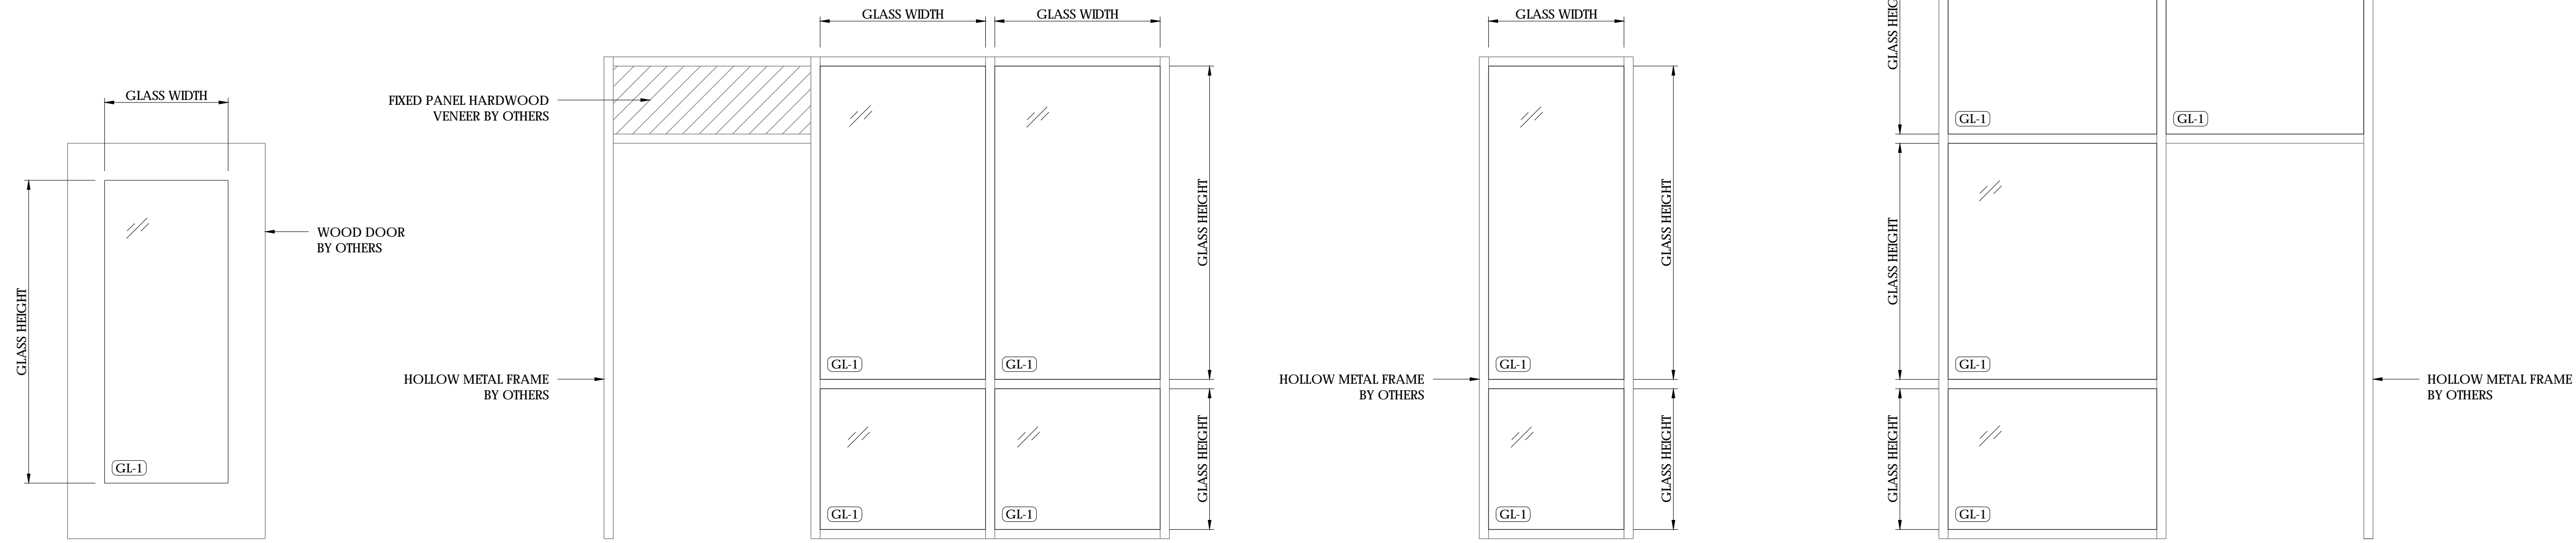 GLASS WIDTH
GLASS HEIGHT
GL-1
WOOD DOOR
BY OTHERS
GLASS WIDTH
GLASS WIDTH
FIXED PANEL HARDWOOD
VENEER BY OTHERS
HOLLOW METAL FRAME
BY OTHERS
GL-1
GL-1
GL-1
GL-1
GLASS HEIGHT
GLASS HEIGHT
GLASS WIDTH
HOLLOW METAL FRAME
BY OTHERS
GL-1
GL-1
GLASS HEIGHT
GLASS HEIGHT
GLASS HEIG
GL-1
GL-1
GLASS HEIGHT
GL-1
GLASS HEIGHT
GL-1
HOLLOW METAL FRAME
BY OTHERS